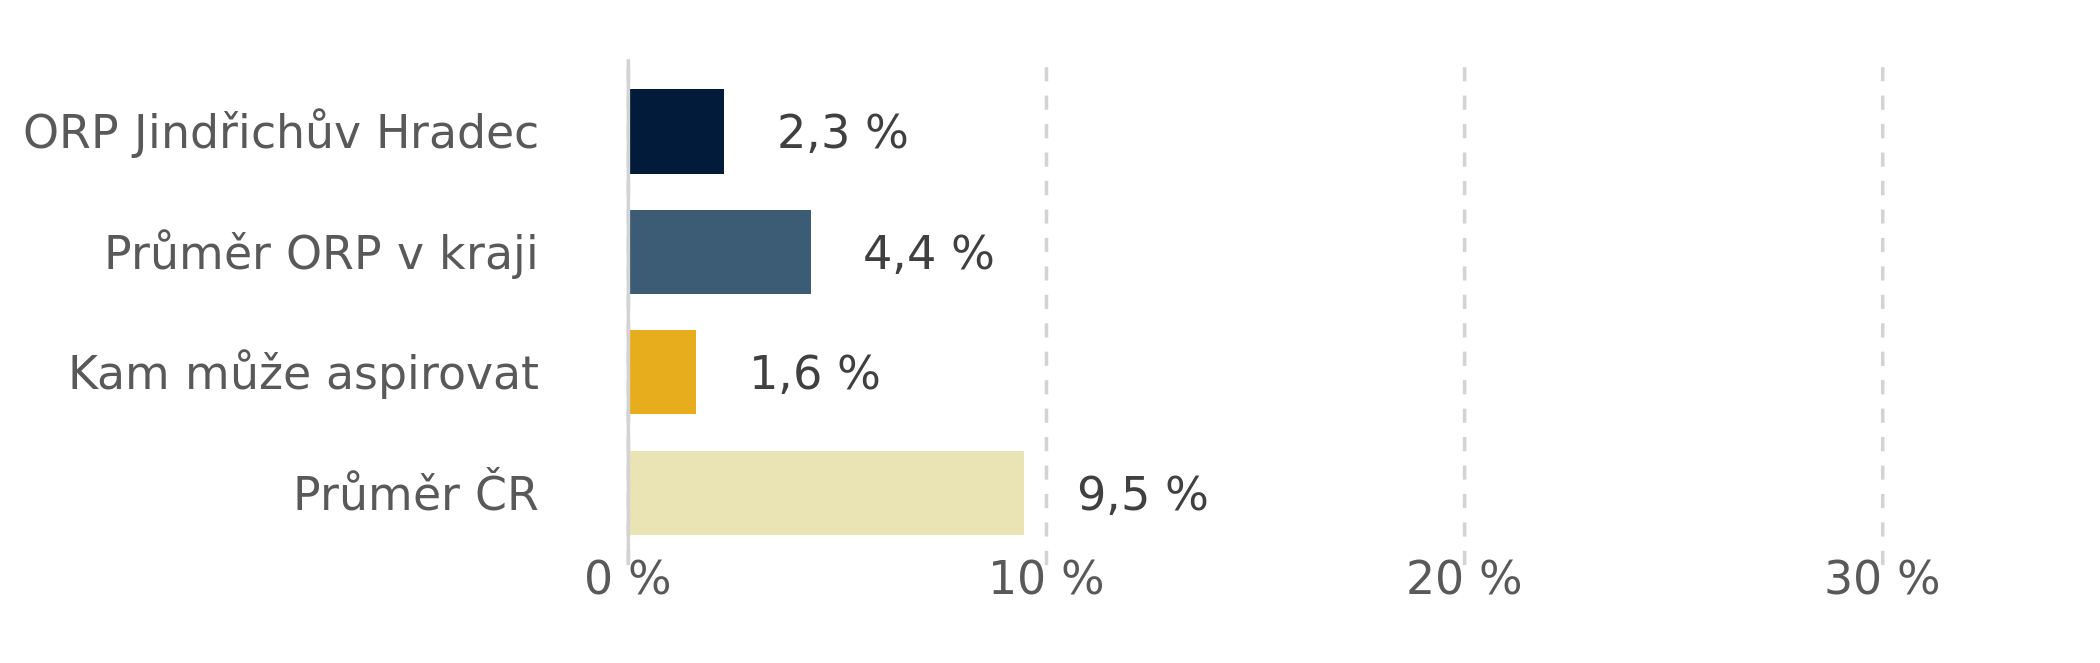 ORP Jindřichův Hradec 2,3 %
Průměr ORP v kraji 4,4 %
Kam může aspirovat 1,6 %
Průměr ČR 9,5 %
0 % 10 % 20 % 30 %